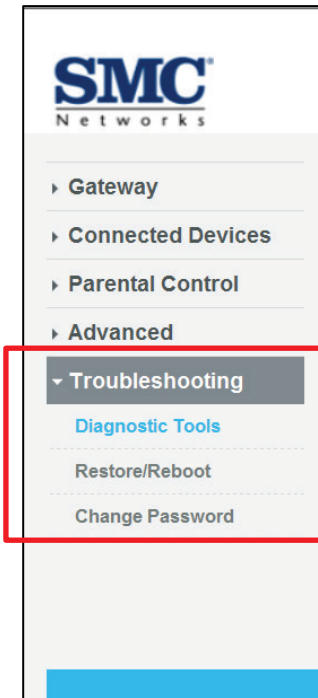 SMC
Networks
Gateway
Connected Devices
Parental Control
Advanced
Troubleshooting
Diagnostic Tools
Restore/Reboot
Change Password